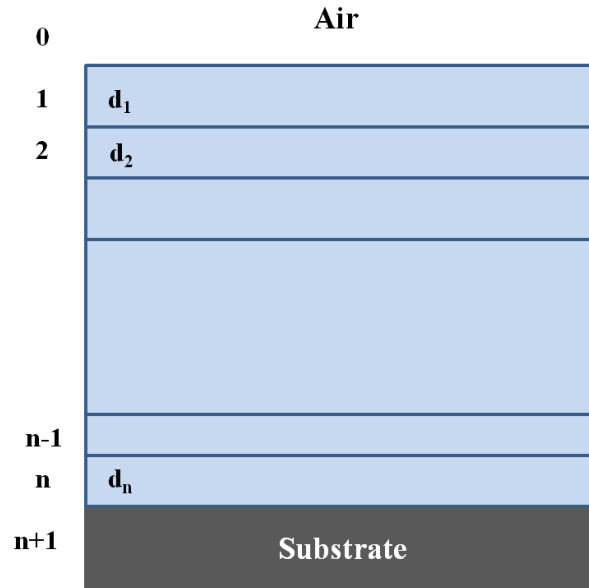 Air
0
1 d₁
2 d₂
n-1
n dₙ
n+1 Substrate